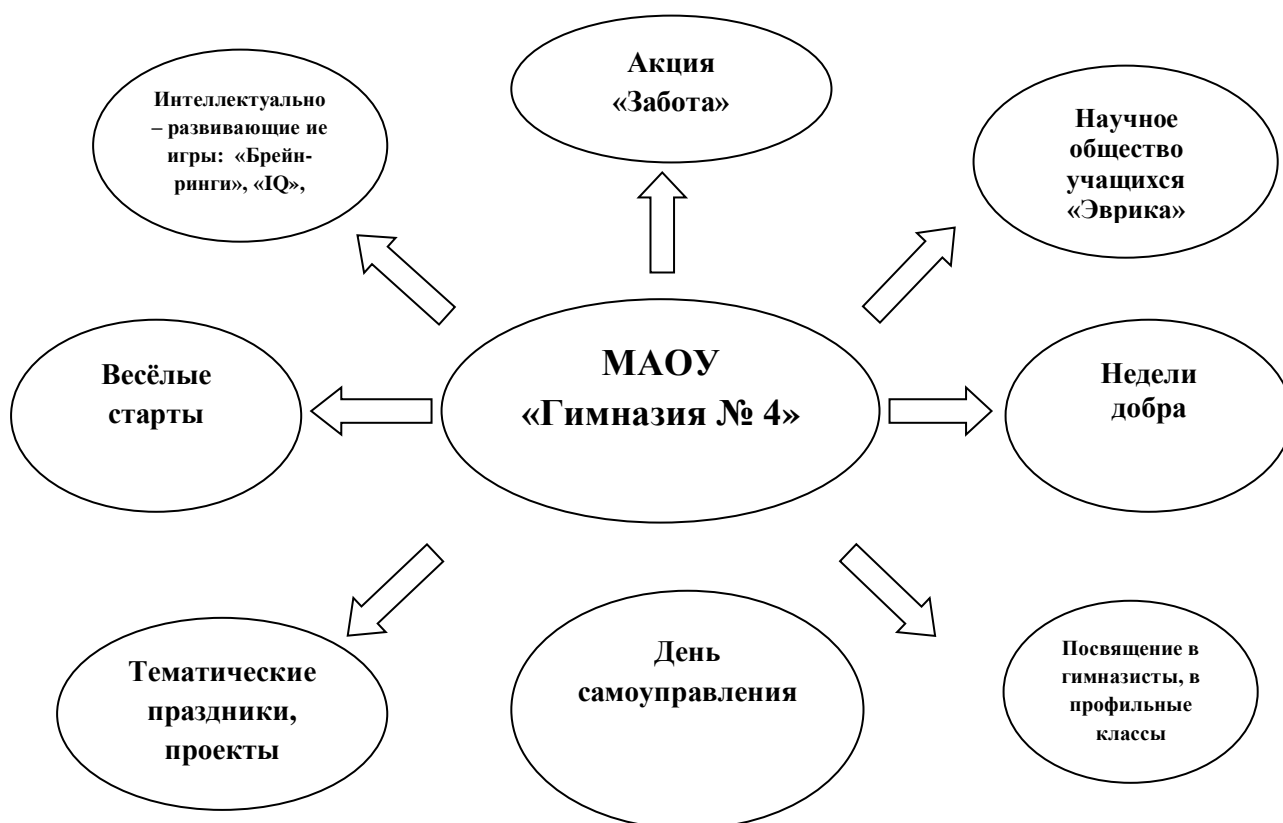 Акция
«Забота»
Интеллектуально
– развивающие ие
игры: «Брейн-
ринги», «IQ»,
Научное
общество
учащихся
«Эврика»
Весёлые
старты
МАОУ
«Гимназия № 4»
Недели
добра
Тематические
праздники,
проекты
День
самоуправления
Посвящение в
гимназисты, в
профильные
классы